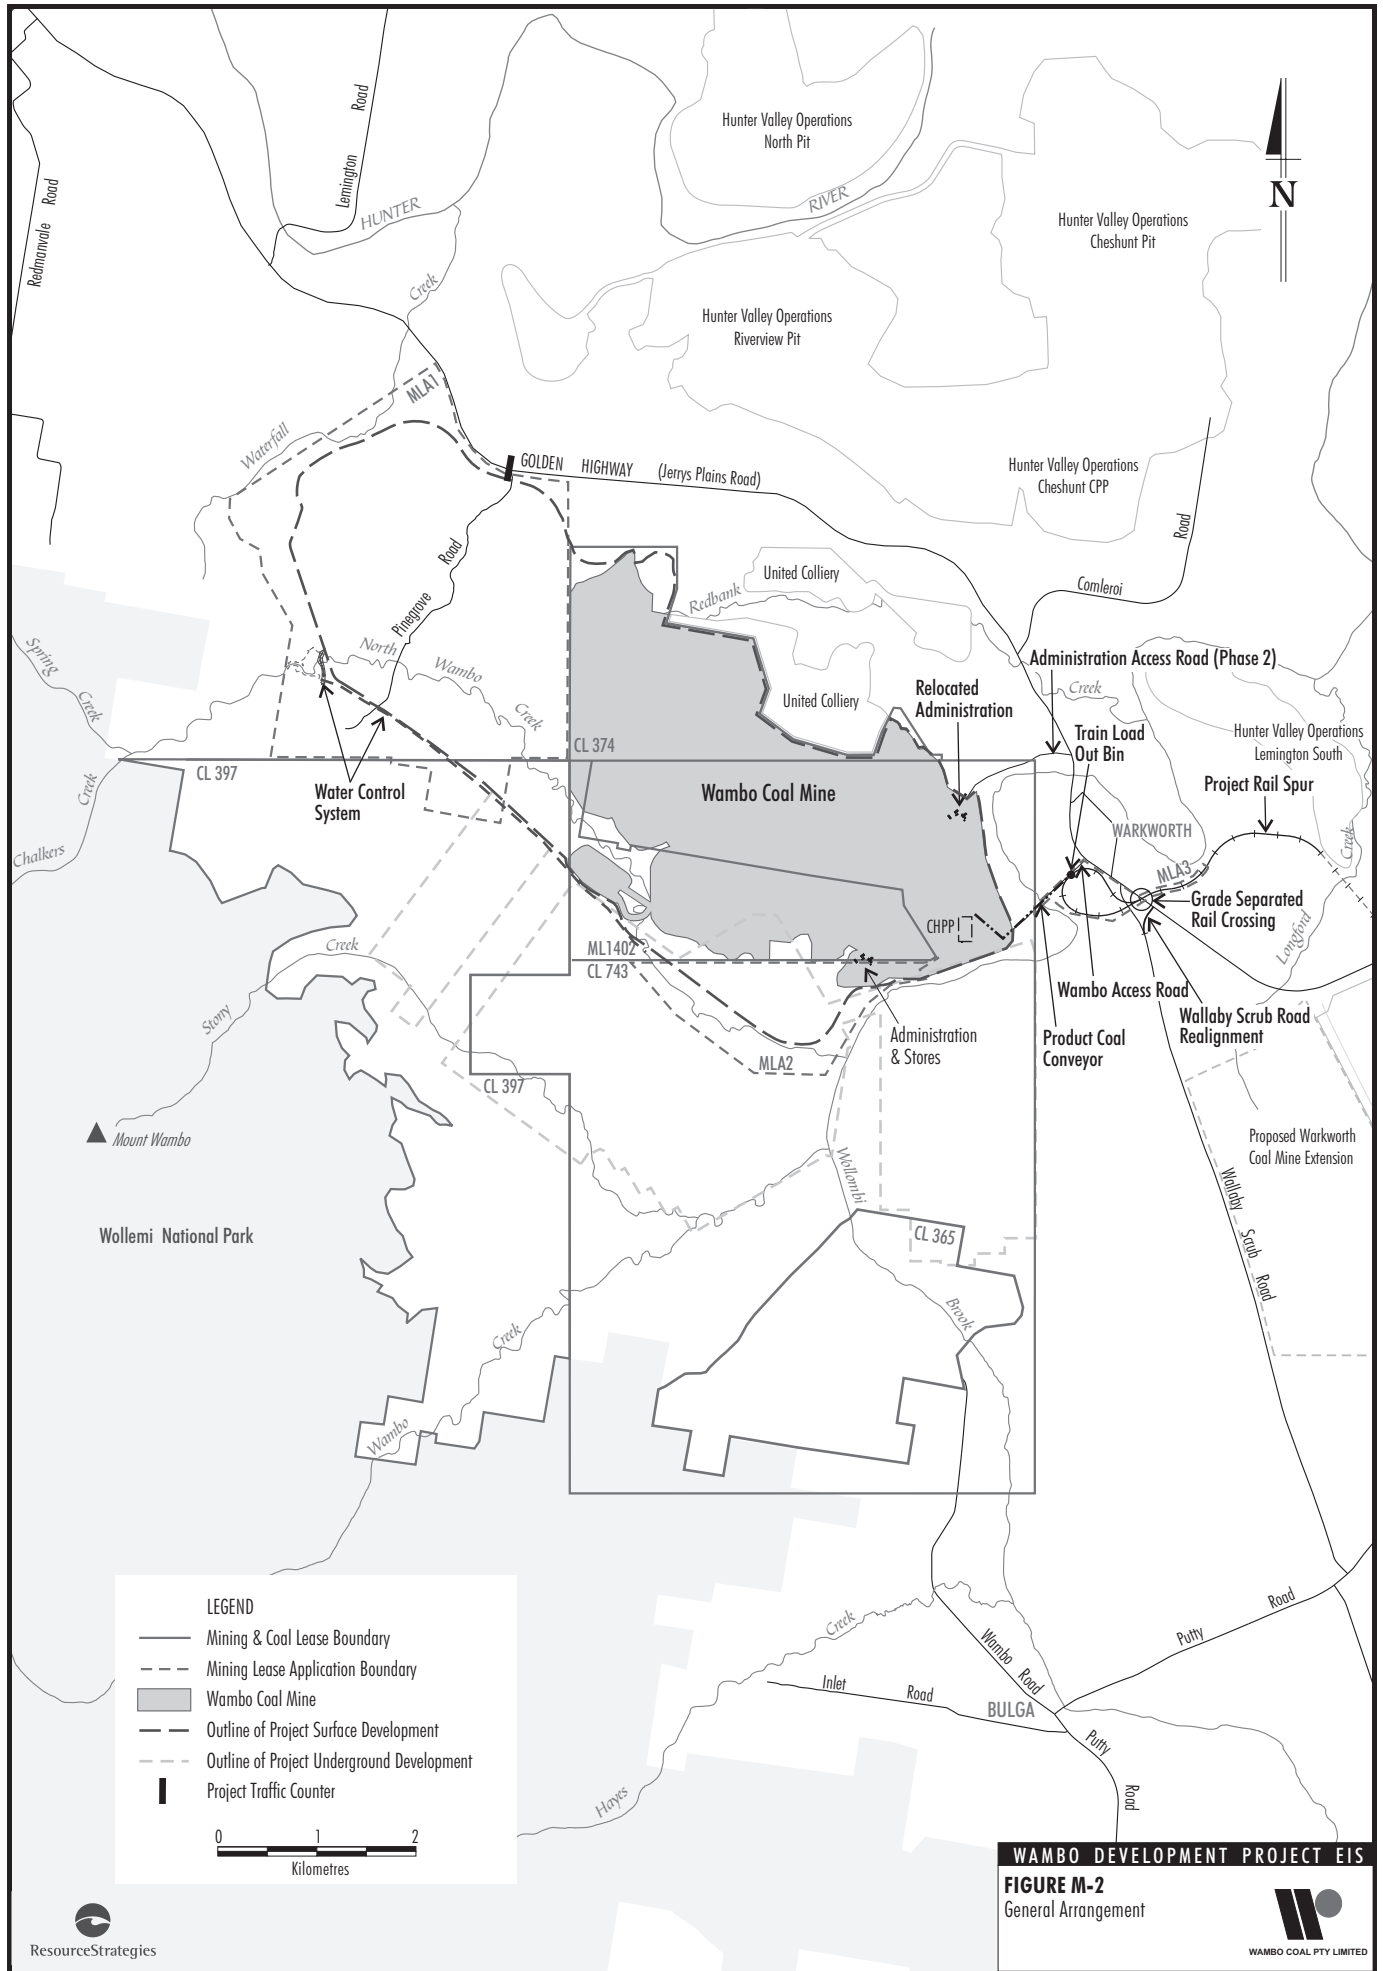 Hunter Valley Operations
North Pit
Road
Lemington
Redmanvale Road
HUNTER
RIVER
N
Hunter Valley Operations
Cheshunt Pit
Creek
Hunter Valley Operations
Riverview Pit
MLA1
Waterfall
GOLDEN HIGHWAY (Jerrys Plains Road)
Hunter Valley Operations
Cheshunt CPP
Road
Comleroi
Road
Pinegrove
United Colliery
Redbank
North Wambo Creek
Spring Creek
United Colliery
Relocated
Administration
Administration Access Road (Phase 2)
Creek
Train Load
Out Bin
Hunter Valley Operations
Lemington South
Project Rail Spur
CL 374
CL 397
Water Control
System
Wambo Coal Mine
WARKWORTH
Creek
Chalkers
MLA3
Creek
Grade Separated
Rail Crossing
CHPP
Longford
ML1402
CL 743
Creek
Stony
Wambo Access Road
Wallaby Scrub Road
Realignment
Product Coal
Conveyor
Administration
& Stores
MLA2
CL 397
Mount Wambo
Proposed Warkworth
Coal Mine Extension
Wollombi
Wallaby Scrub Road
Wollemi National Park
CL 365
Brook
Creek
Wambo
LEGEND
Mining & Coal Lease Boundary
Mining Lease Application Boundary
Wambo Coal Mine
Outline of Project Surface Development
Outline of Project Underground Development
Project Traffic Counter
0 1 2
Kilometres
Creek
Hayes
Wambo Road
Inlet Road
BULGA
Putty Road
Putty Road
WAMBO DEVELOPMENT PROJECT EIS
FIGURE M-2
General Arrangement
WAMBO COAL PTY LIMITED
ResourceStrategies